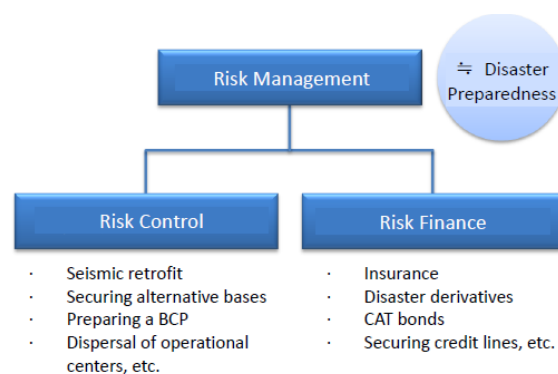 Risk Management
≒ Disaster
Preparedness
Risk Control
Risk Finance
· Seismic retrofit
· Securing alternative bases
· Preparing a BCP
· Dispersal of operational
centers, etc.
· Insurance
· Disaster derivatives
· CAT bonds
· Securing credit lines, etc.